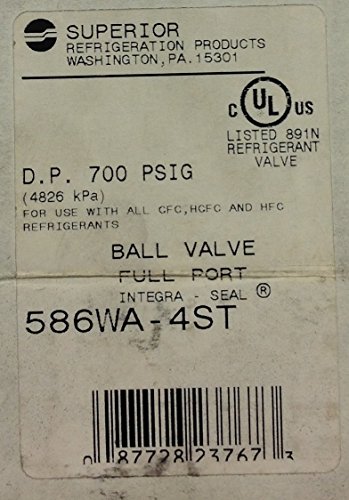 SUPERIOR
REFRIGERATION PRODUCTS
WASHINGTON, PA. 15301
C UL US
LISTED 891N
REFRIGERANT
VALVE
D.P. 700 PSIG
(4826 kPa)
FOR USE WITH ALL CFC,HCFC AND HFC
REFRIGERANTS
BALL VALVE
FULL PORT
INTEGRA - SEAL ®
586WA-4ST
0 87728 23767 3